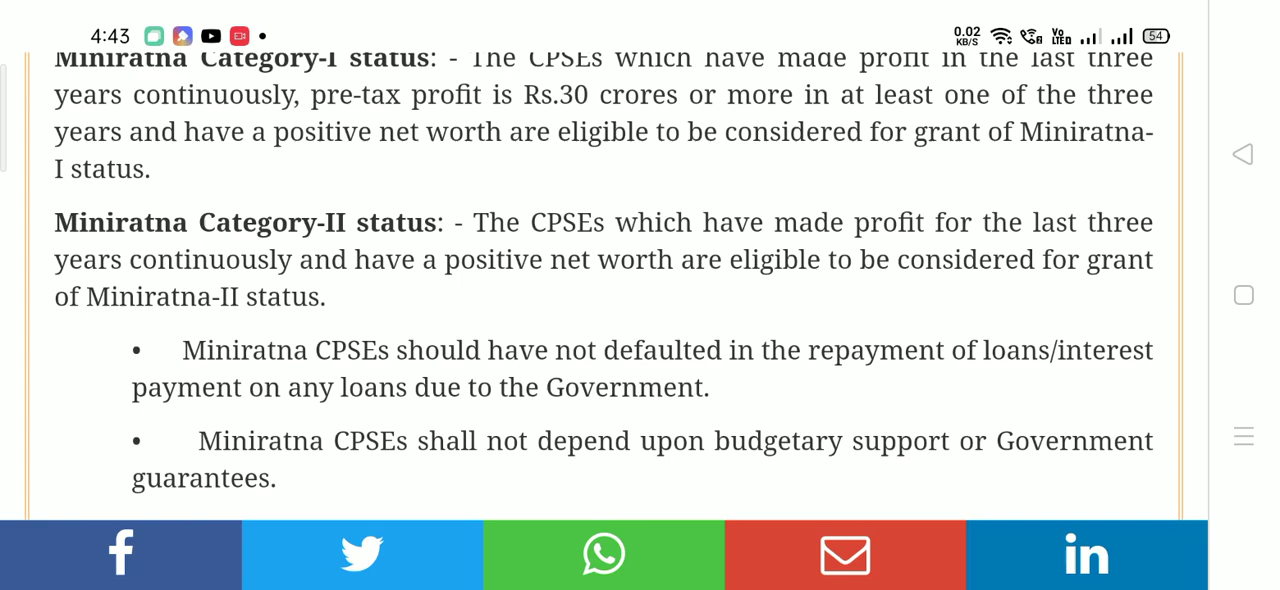 4:43
0.02 KB/S
Vo LTED
54
Miniratna Category-I status: - The CPSEs which have made profit in the last three
years continuously, pre-tax profit is Rs.30 crores or more in at least one of the three
years and have a positive net worth are eligible to be considered for grant of Miniratna-
I status.
Miniratna Category-II status: - The CPSEs which have made profit for the last three
years continuously and have a positive net worth are eligible to be considered for grant
of Miniratna-II status.
• Miniratna CPSEs should have not defaulted in the repayment of loans/interest
payment on any loans due to the Government.
• Miniratna CPSEs shall not depend upon budgetary support or Government
guarantees.
f
in